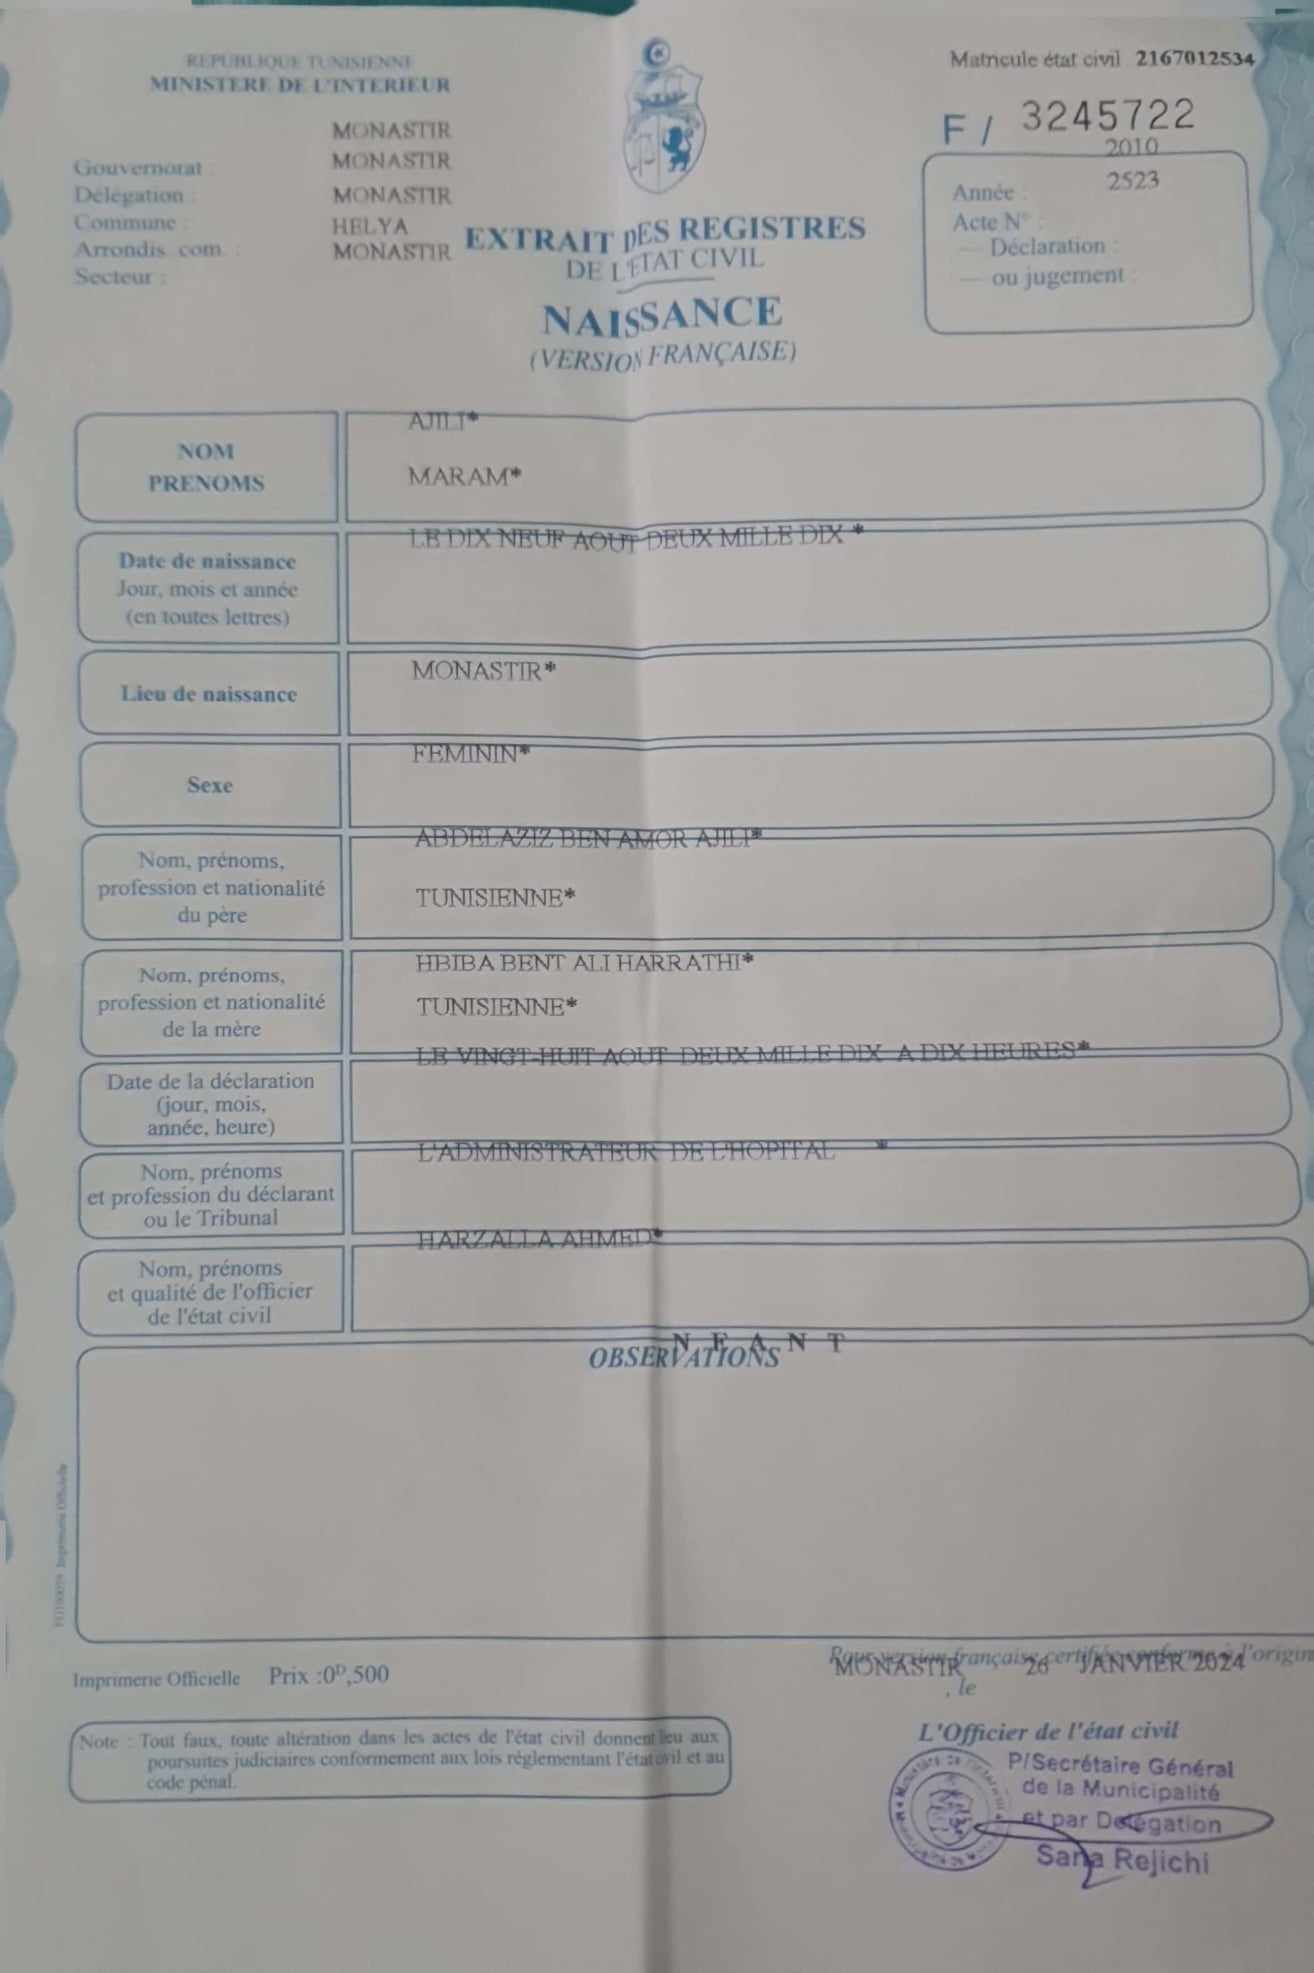 REPUBLIQUE TUNISIENNE
MINISTERE DE L'INTERIEUR
Matricule état civil 2167012534
F / 3245722
MONASTIR
Gouvernorat : MONASTIR
Délégation : MONASTIR
Commune : HELYA
Arrondis. com. : MONASTIR
Secteur :
2010
Année : 2523
Acte N° :
— Déclaration :
— ou jugement :
EXTRAIT DES REGISTRES
DE L'ETAT CIVIL
NAISSANCE
(VERSION FRANÇAISE)
NOM
PRENOMS
AJILI*
MARAM*
Date de naissance
Jour, mois et année
(en toutes lettres)
LE DIX NEUF AOUT DEUX MILLE DIX *
Lieu de naissance
MONASTIR*
Sexe
FEMININ*
Nom, prénoms,
profession et nationalité
du père
ABDELAZIZ BEN AMOR AJILI*
TUNISIENNE*
Nom, prénoms,
profession et nationalité
de la mère
HBIBA BENT ALI HARRATHI*
TUNISIENNE*
Date de la déclaration
(jour, mois,
année, heure)
LE VINGT-HUIT AOUT DEUX MILLE DIX A DIX HEURES*
Nom, prénoms
et profession du déclarant
ou le Tribunal
L'ADMINISTRATEUR DE L'HOPITAL *
Nom, prénoms
et qualité de l'officier
de l'état civil
HARZALLA AHMED*
N E A N T
OBSERVATIONS
Imprimerie Officielle
Imprimerie Officielle Prix :0D,500
Pour version française certifiée conforme à l'origin
MONASTIR 26 JANVIER 2024
, le
Note : Tout faux, toute altération dans les actes de l'état civil donnent lieu aux
poursuites judiciaires conformement aux lois réglementant l'état civil et au
code pénal.
L'Officier de l'état civil
P/Secrétaire Général
de la Municipalité
et par Delégation
Sana Rejichi